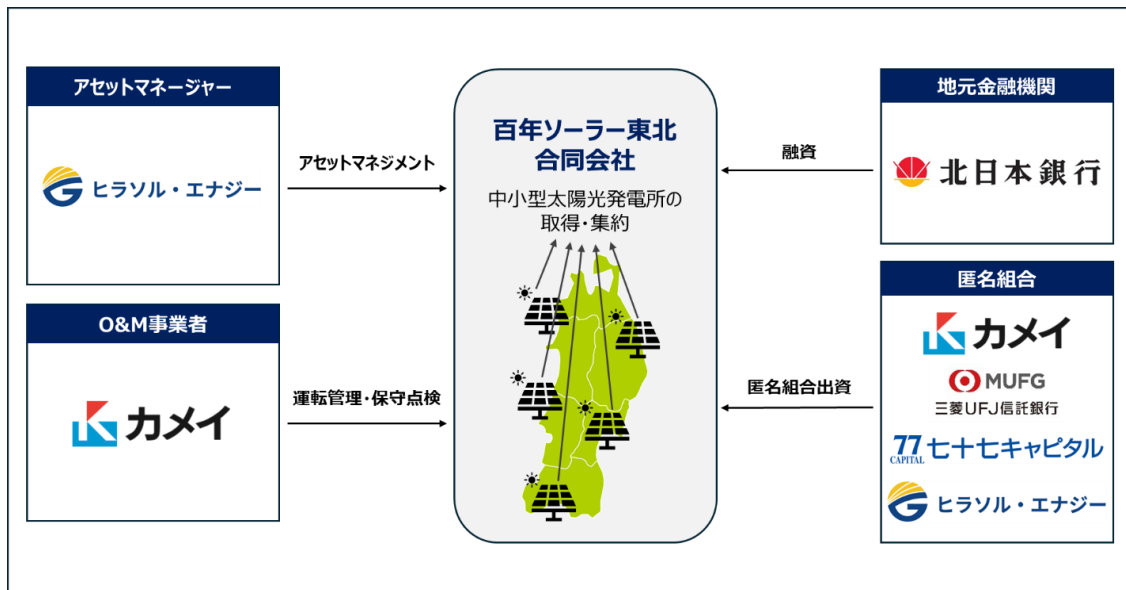 アセットマネージャー
ヒラソル・エナジー
アセットマネジメント
O&M事業者
カメイ
運転管理・保守点検
百年ソーラー東北
合同会社
中小型太陽光発電所の
取得・集約
地元金融機関
北日本銀行
融資
匿名組合
カメイ
MUFG
三菱UFJ信託銀行
77
CAPITAL
七十七キャピタル
ヒラソル・エナジー
匿名組合出資